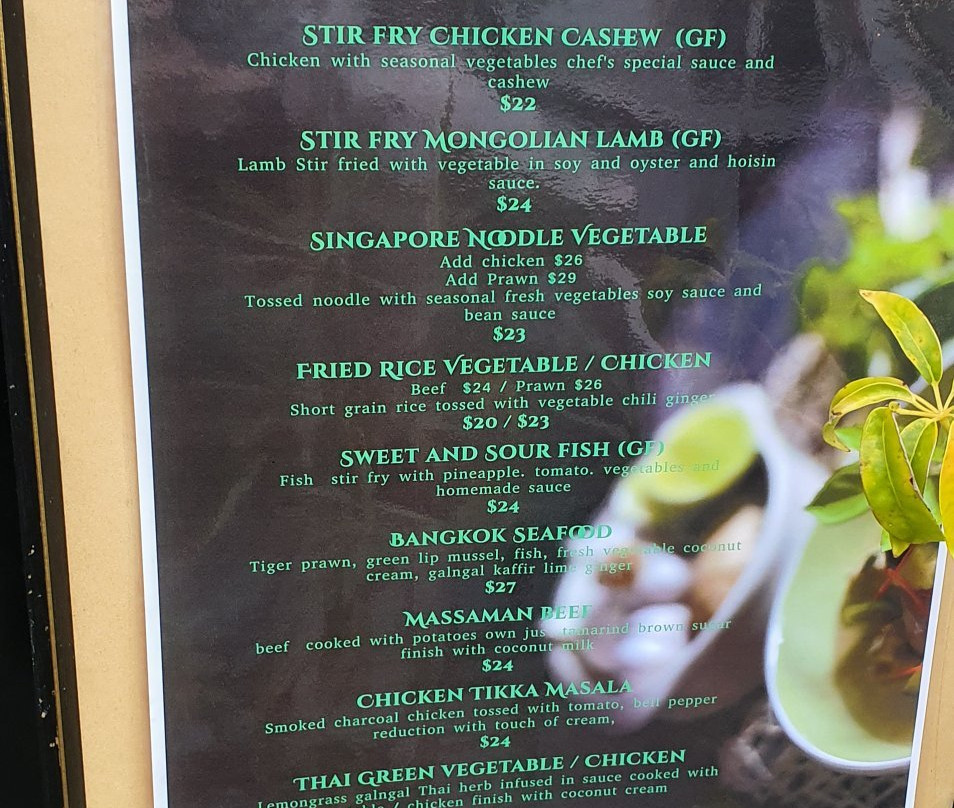 STIR FRY CHICKEN CASHEW (GF)
Chicken with seasonal vegetables chef's special sauce and
cashew
$22
STIR FRY MONGOLIAN LAMB (GF)
Lamb Stir fried with vegetable in soy and oyster and hoisin
sauce.
$24
SINGAPORE NOODLE VEGETABLE
Add chicken $26
Add Prawn $29
Tossed noodle with seasonal fresh vegetables soy sauce and
bean sauce
$23
FRIED RICE VEGETABLE / CHICKEN
Beef $24 / Prawn $26
Short grain rice tossed with vegetable chili ginger
$20 / $23
SWEET AND SOUR FISH (GF)
Fish stir fry with pineapple. tomato. vegetables and
homemade sauce
$24
BANGKOK SEAFOOD
Tiger prawn, green lip mussel, fish, fresh vegetable coconut
cream, galngal kaffir lime ginger
$27
MASSAMAN BEEF
beef cooked with potatoes own jus tamarind brown sugar
finish with coconut milk
$24
CHICKEN TIKKA MASALA
Smoked charcoal chicken tossed with tomato, bell pepper
reduction with touch of cream,
$24
THAI GREEN VEGETABLE / CHICKEN
Lemongrass galngal Thai herb infused in sauce cooked with
/ chicken finish with coconut cream